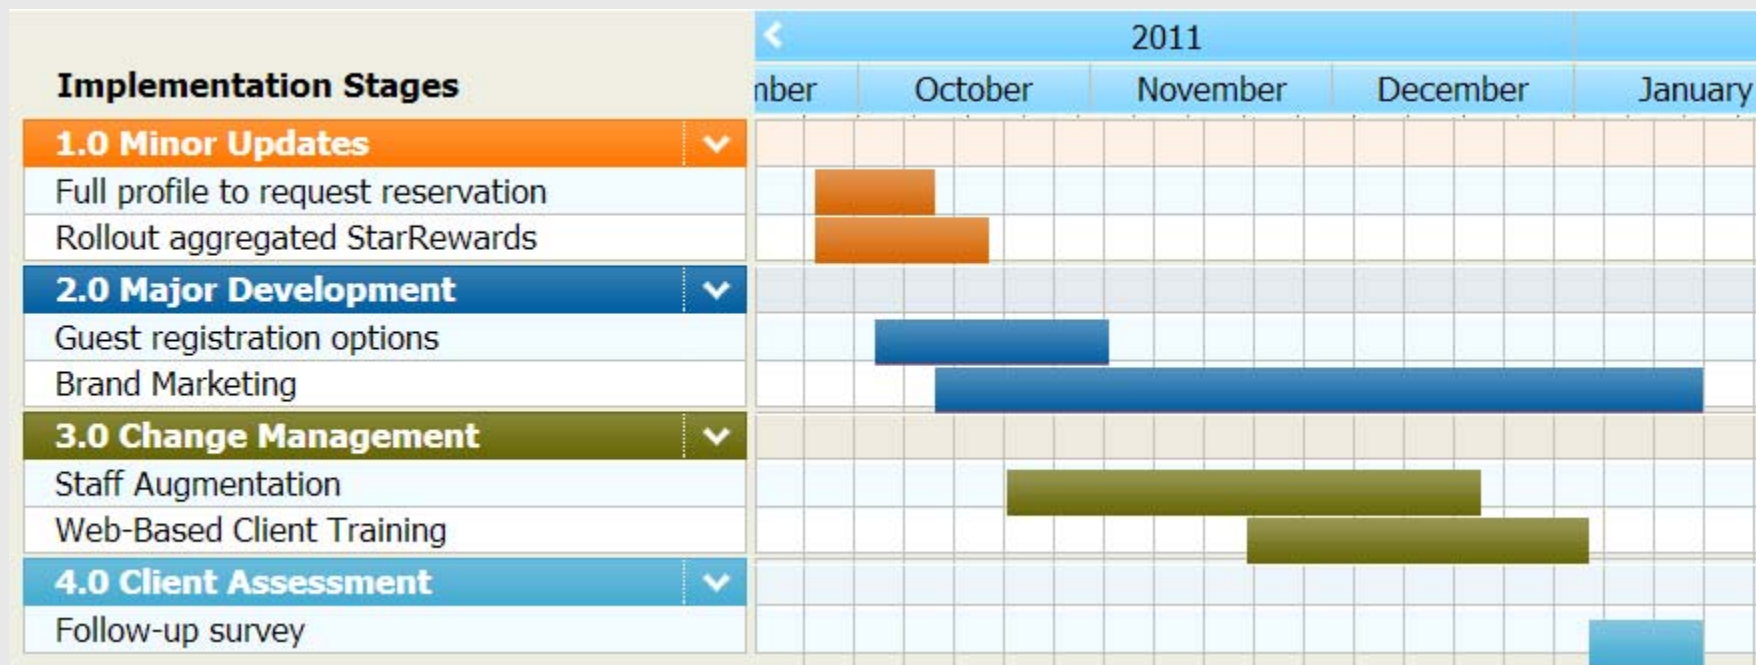 2011
Implementation Stages
mber October November December January
1.0 Minor Updates
Full profile to request reservation
Rollout aggregated StarRewards
2.0 Major Development
Guest registration options
Brand Marketing
3.0 Change Management
Staff Augmentation
Web-Based Client Training
4.0 Client Assessment
Follow-up survey